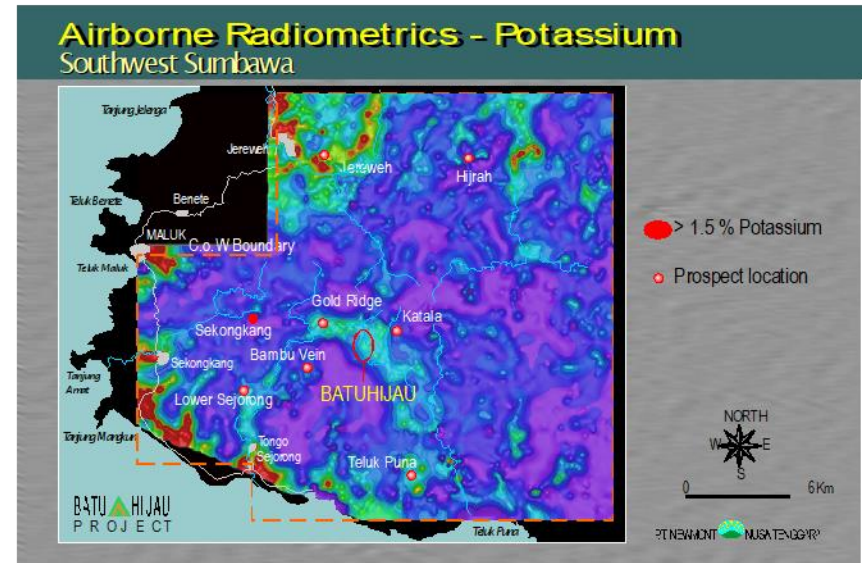 Airborne Radiometrics - Potassium
Southwest Sumbawa
Tanjung Jelenga
Jereweh
Jereweh
Hijrah
Teluk Benete
Benete
MALUK
C.o.W Boundary
Teluk Maluk
> 1.5 % Potassium
Prospect location
Gold Ridge
Katala
Sekongkang
Sekongkang
Bambu Vein
Tanjung
Amat
Lower Sejorong
BATUHIJAU
Tanjung Mangkun
Tongo
Sejorong
Teluk Puna
Teluk Puna
BATU HIJAU
PROJECT
NORTH
W
E
S
0
6Km
PT NEWMONT NUSA TENGGARA